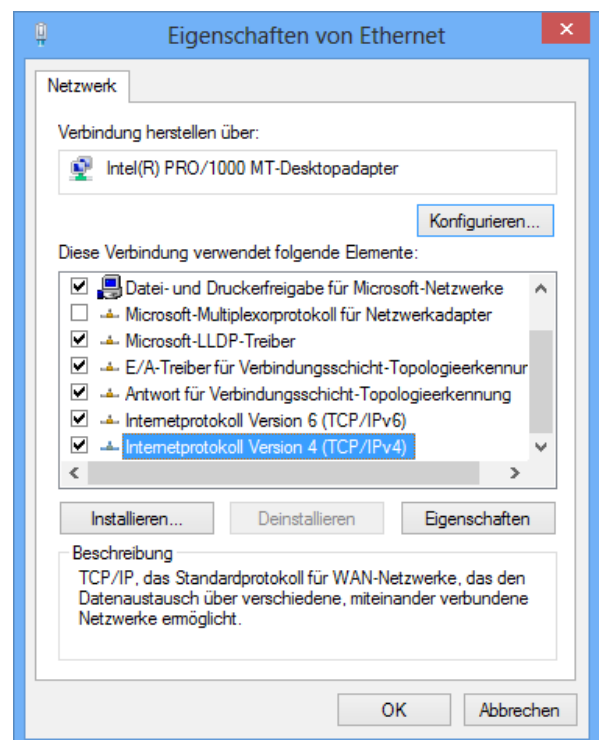 Eigenschaften von Ethernet
Netzwerk
Verbindung herstellen über:
Intel(R) PRO/1000 MT-Desktopadapter
Konfigurieren...
Diese Verbindung verwendet folgende Elemente:
Datei- und Druckerfreigabe für Microsoft-Netzwerke
Microsoft-Multiplexorprotokoll für Netzwerkadapter
Microsoft-LLDP-Treiber
E/A-Treiber für Verbindungsschicht-Topologieerkennur
Antwort für Verbindungsschicht-Topologieerkennung
Internetprotokoll Version 6 (TCP/IPv6)
Internetprotokoll Version 4 (TCP/IPv4)
Installieren... Deinstallieren Eigenschaften
Beschreibung
TCP/IP, das Standardprotokoll für WAN-Netzwerke, das den
Datenaustausch über verschiedene, miteinander verbundene
Netzwerke ermöglicht.
OK Abbrechen